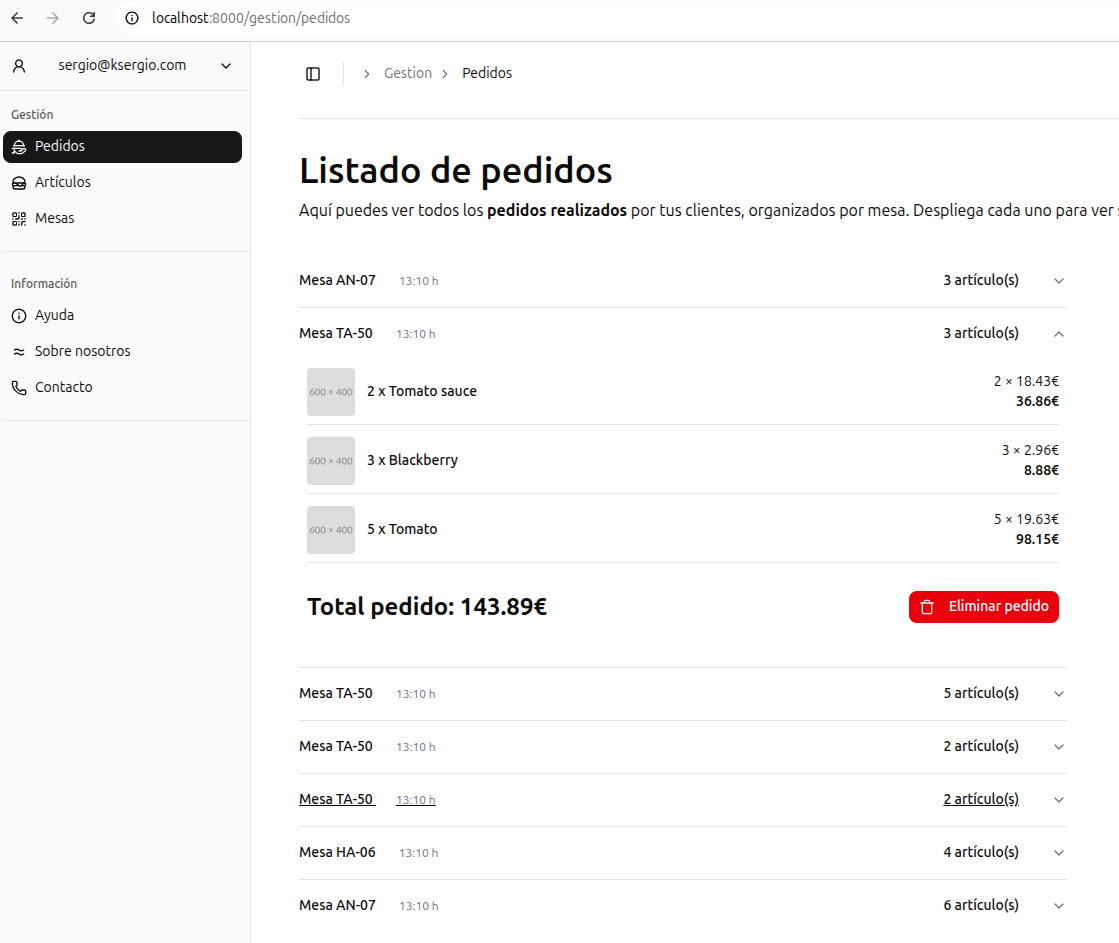 localhost:8000/gestion/pedidos
sergio@ksergio.com
Gestion
Pedidos
Gestión
Pedidos
Artículos
Mesas
Información
Ayuda
Sobre nosotros
Contacto
Listado de pedidos
Aquí puedes ver todos los pedidos realizados por tus clientes, organizados por mesa. Despliega cada uno para ver
Mesa AN-07 13:10 h 3 artículo(s)
Mesa TA-50 13:10 h 3 artículo(s)
600 × 400 2 x Tomato sauce 2 × 18.43€
36.86€
600 × 400 3 x Blackberry 3 × 2.96€
8.88€
600 × 400 5 x Tomato 5 × 19.63€
98.15€
Total pedido: 143.89€ Eliminar pedido
Mesa TA-50 13:10 h 5 artículo(s)
Mesa TA-50 13:10 h 2 artículo(s)
Mesa TA-50 13:10 h 2 artículo(s)
Mesa HA-06 13:10 h 4 artículo(s)
Mesa AN-07 13:10 h 6 artículo(s)